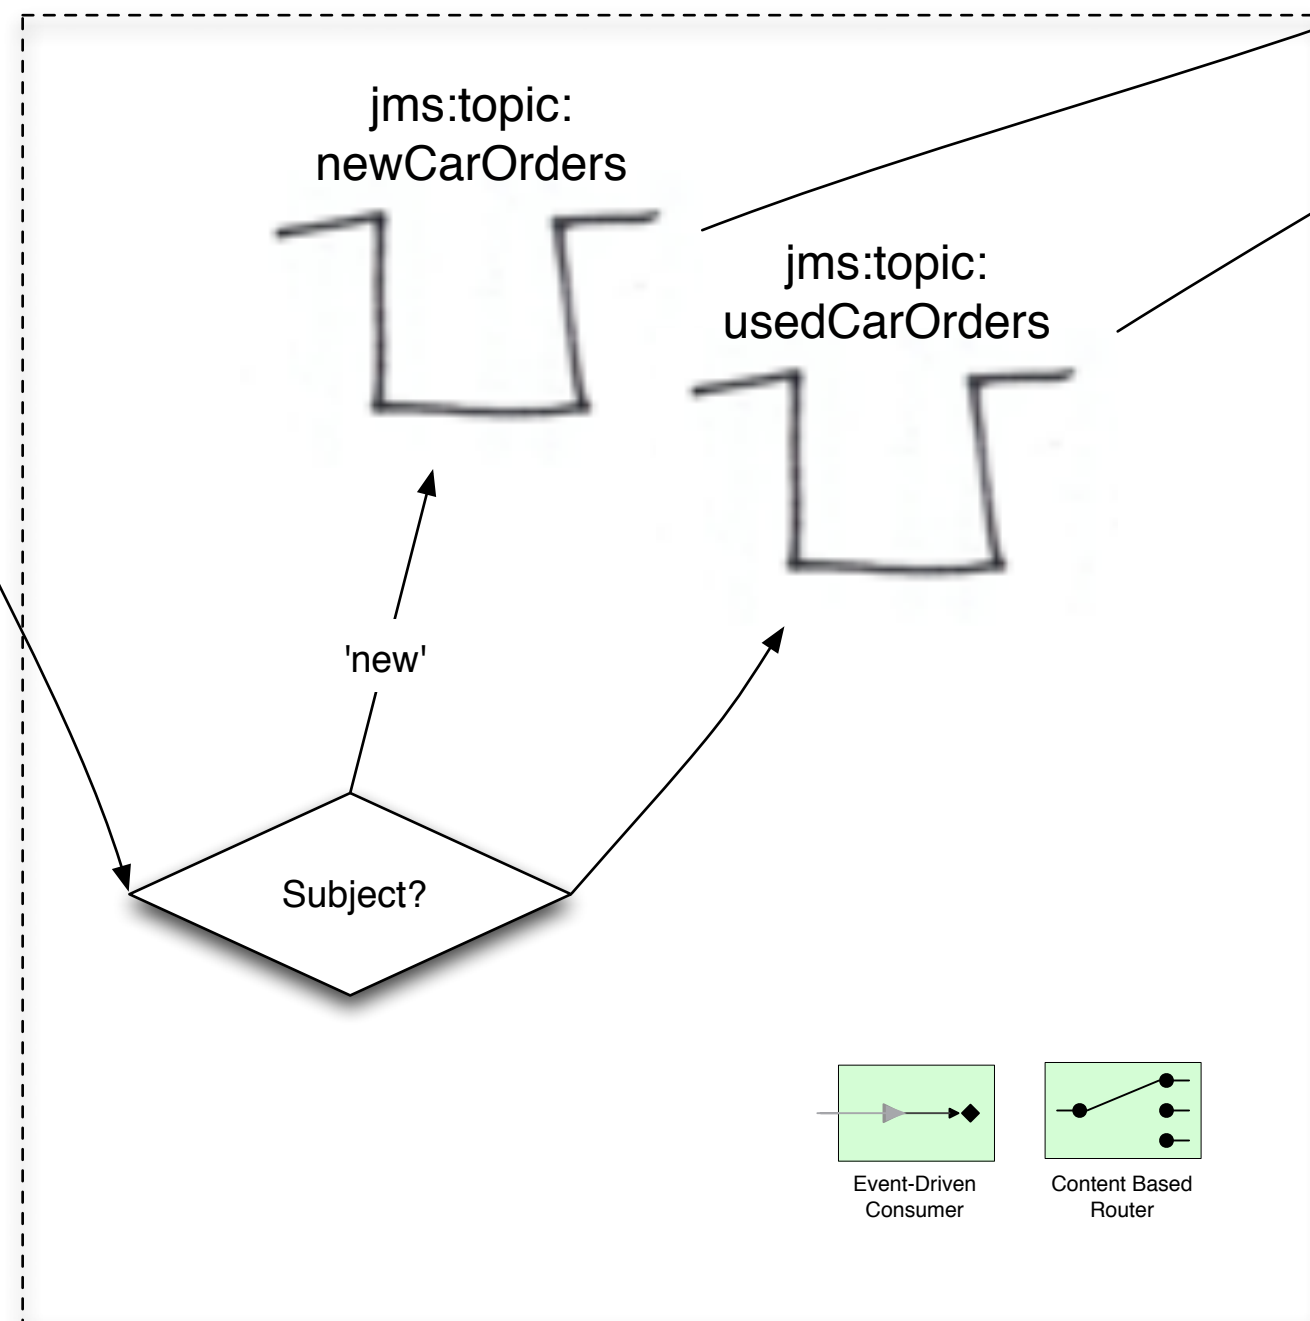 jms:topic:
newCarOrders
jms:topic:
usedCarOrders
'new'
Subject?
Event-Driven
Consumer
Content Based
Router